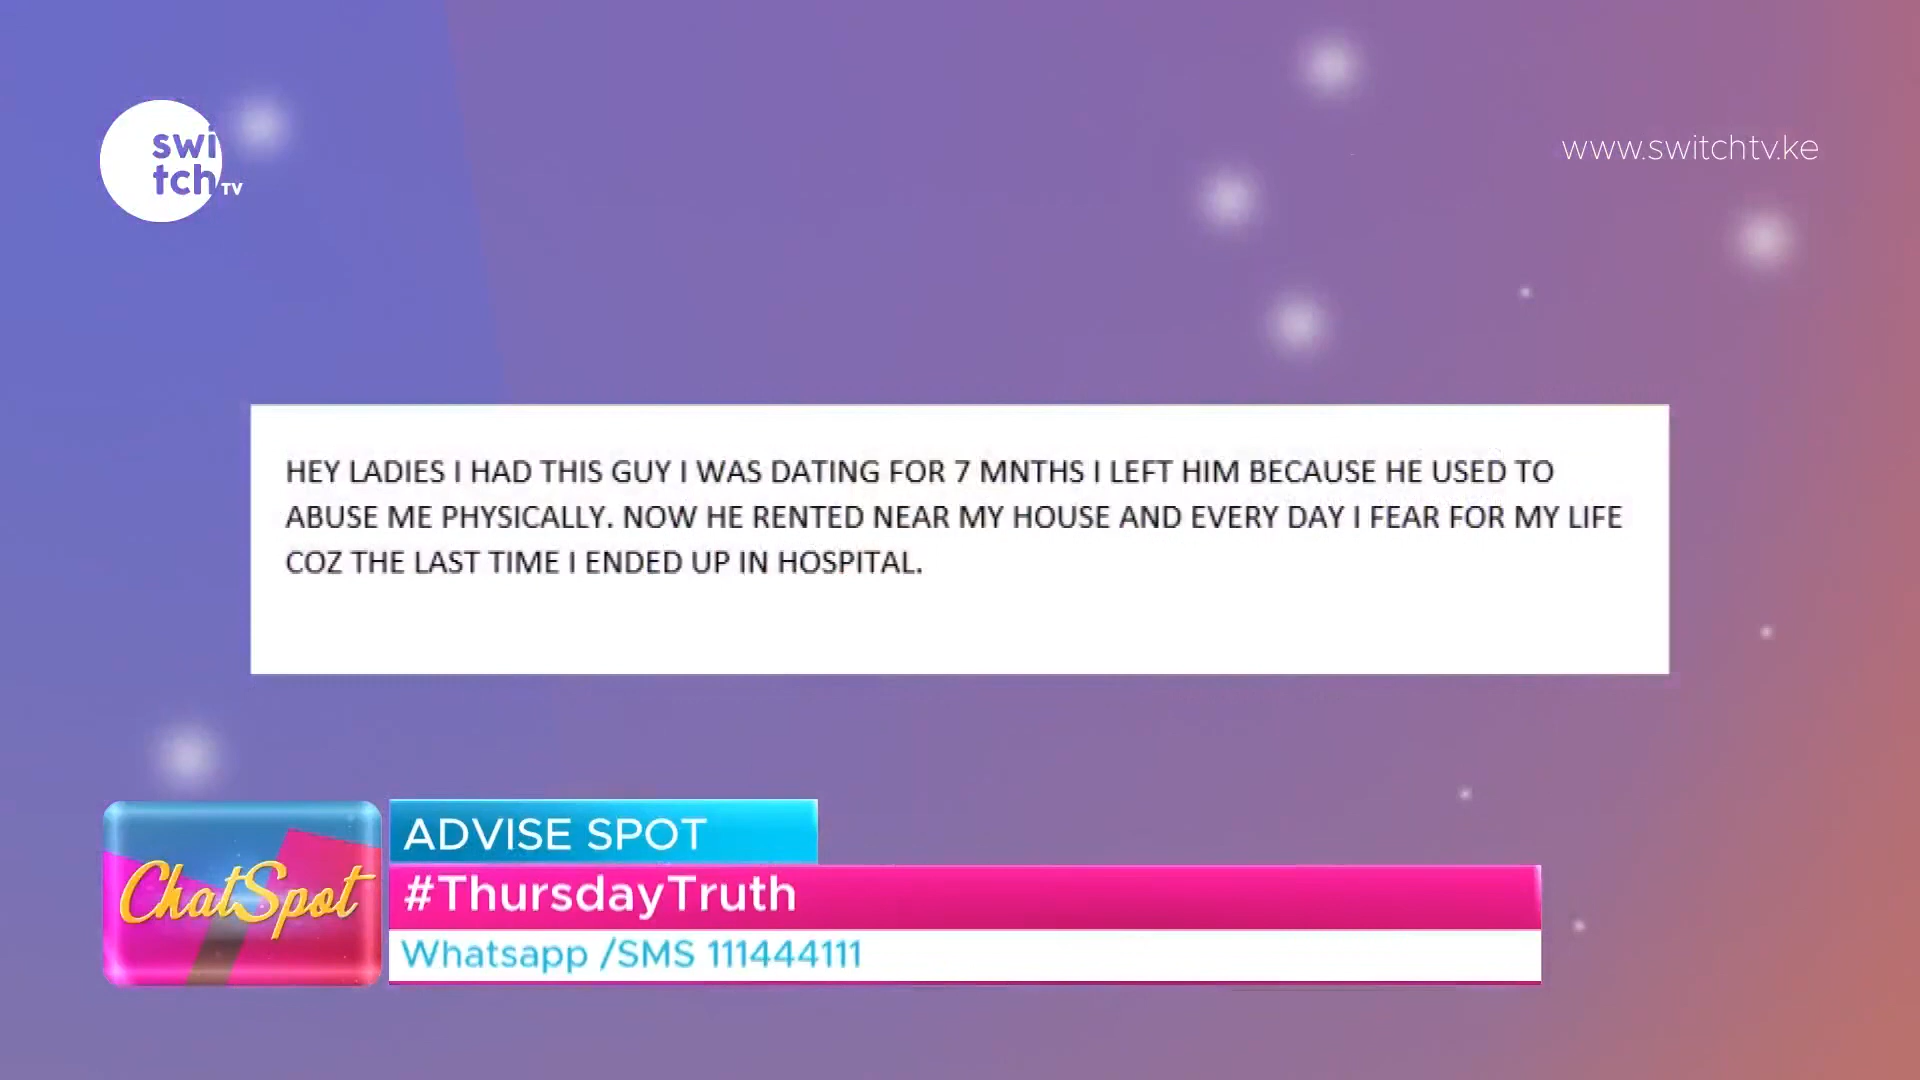 swi
tch TV
www.switchtv.ke
HEY LADIES I HAD THIS GUY I WAS DATING FOR 7 MNTHS I LEFT HIM BECAUSE HE USED TO
ABUSE ME PHYSICALLY. NOW HE RENTED NEAR MY HOUSE AND EVERY DAY I FEAR FOR MY LIFE
COZ THE LAST TIME I ENDED UP IN HOSPITAL.
ChatSpot
ADVISE SPOT
#ThursdayTruth
Whatsapp /SMS 111444111